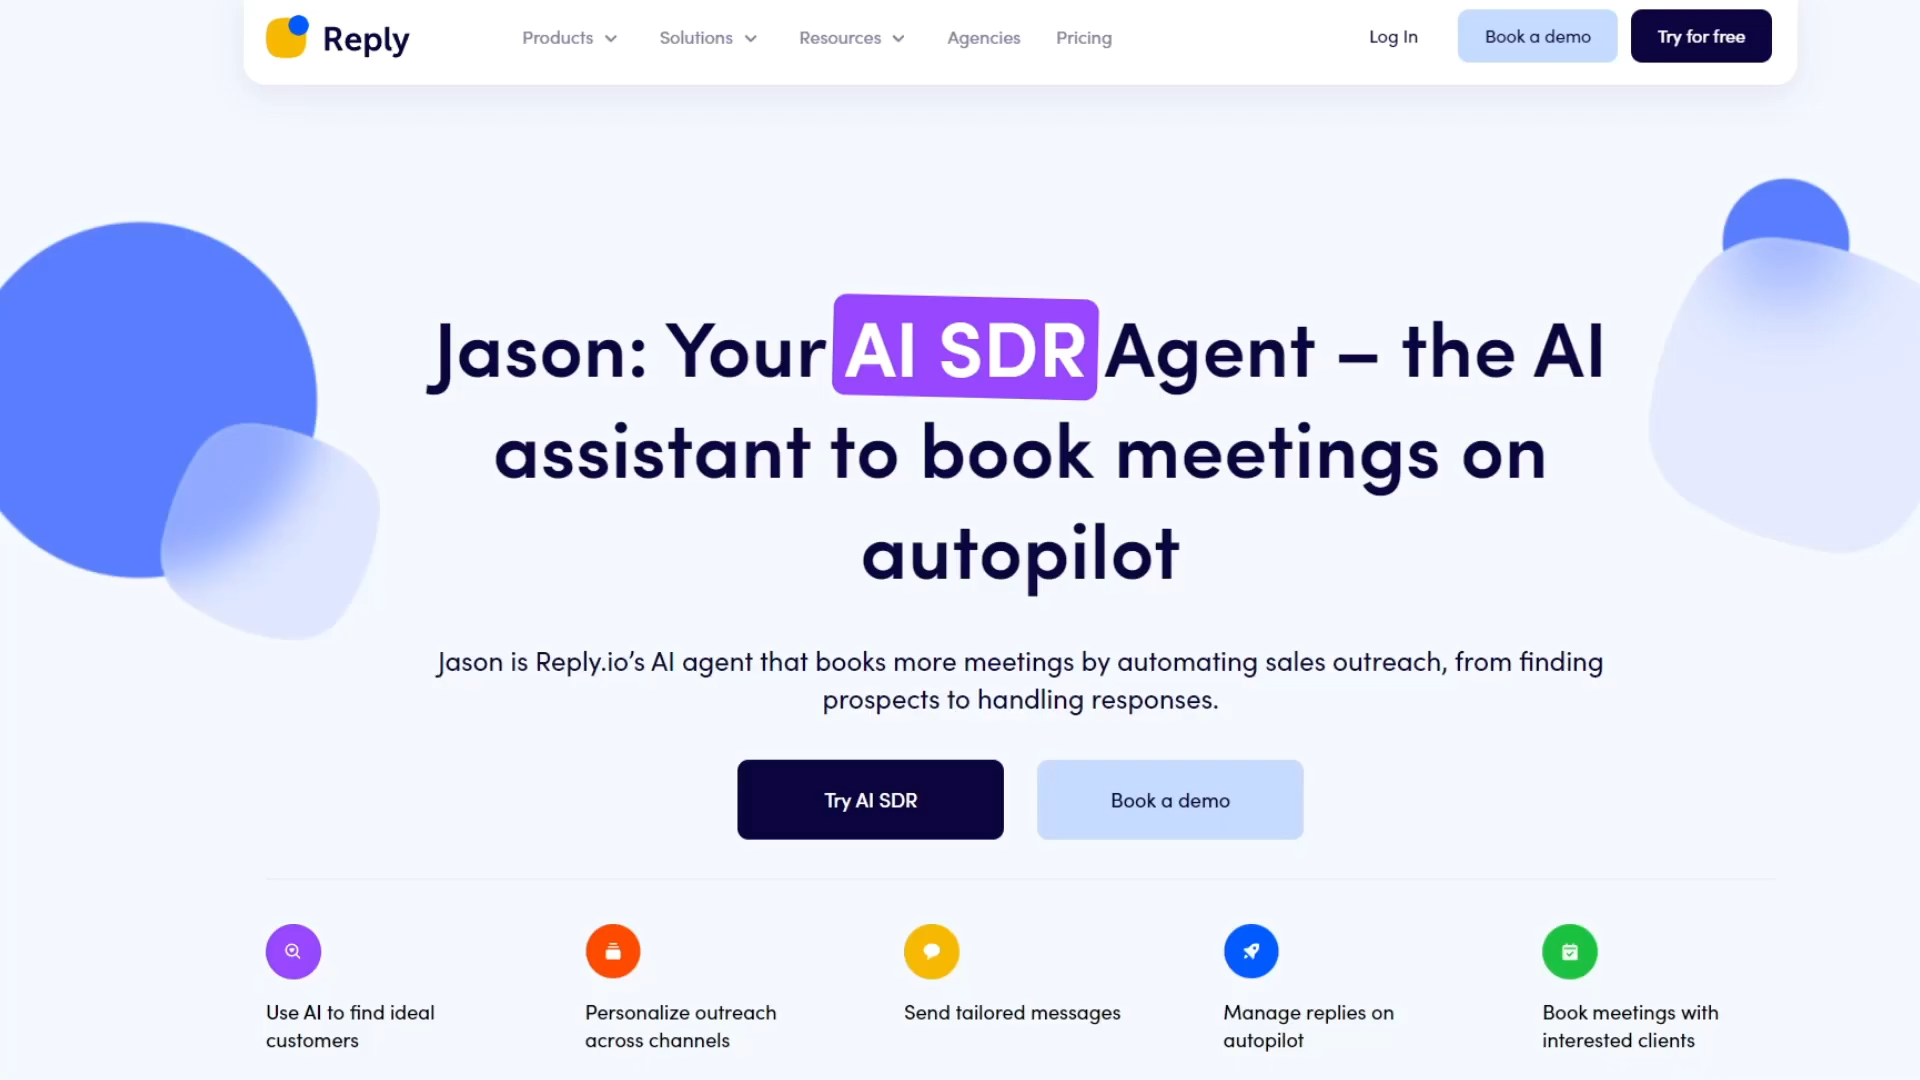 Reply
Products
Solutions
Resources
Agencies
Pricing
Log In
Book a demo
Try for free
Jason: Your AI SDR Agent – the AI
assistant to book meetings on
autopilot
Jason is Reply.io’s AI agent that books more meetings by automating sales outreach, from finding
prospects to handling responses.
Try AI SDR
Book a demo
Use AI to find ideal
customers
Personalize outreach
across channels
Send tailored messages
Manage replies on
autopilot
Book meetings with
interested clients